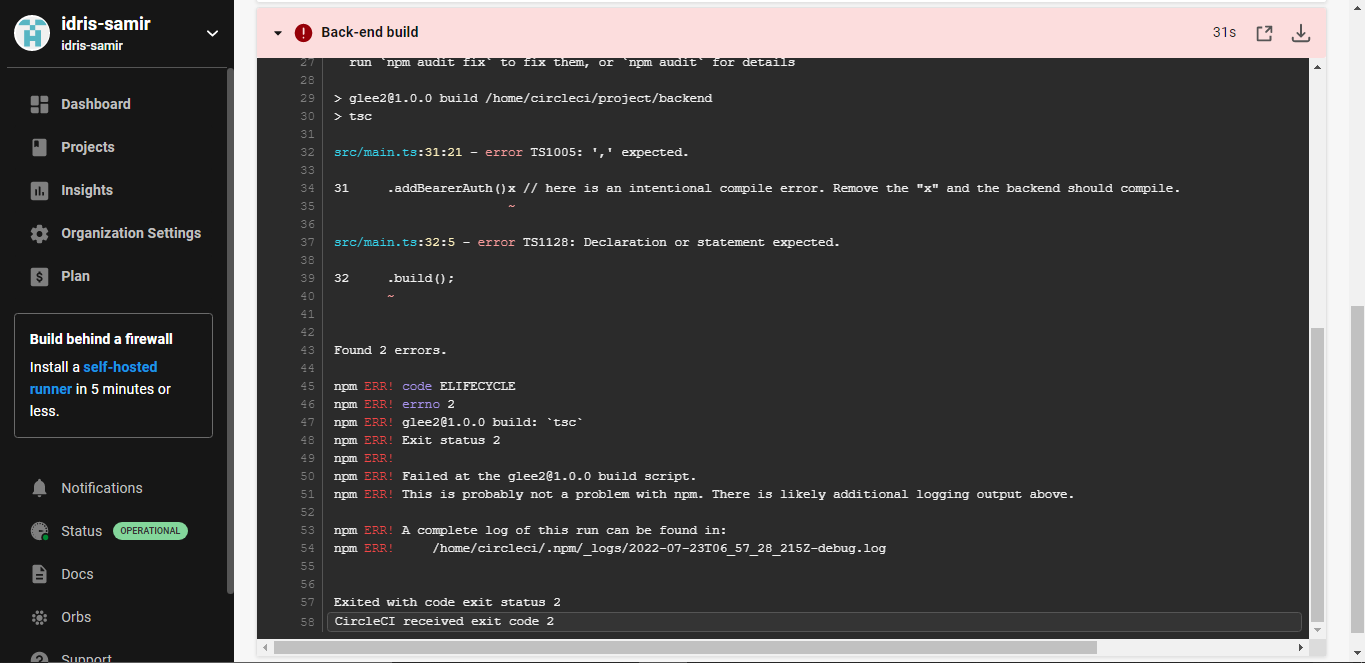 idris-samir
idris-samir
Dashboard
Projects
Insights
Organization Settings
Plan
Build behind a firewall
Install a self-hosted
runner in 5 minutes or
less.
Notifications
Status OPERATIONAL
Docs
Orbs
Support
Back-end build 31s
27 run `npm audit fix` to fix them, or `npm audit` for details
28
29 > glee2@1.0.0 build /home/circleci/project/backend
30 > tsc
31
32 src/main.ts:31:21 - error TS1005: ',' expected.
33
34 31     .addBearerAuth()x // here is an intentional compile error. Remove the "x" and the backend should compile.
35                        ~
36
37 src/main.ts:32:5 - error TS1128: Declaration or statement expected.
38
39 32     .build();
40        ~
41
42
43 Found 2 errors.
44
45 npm ERR! code ELIFECYCLE
46 npm ERR! errno 2
47 npm ERR! glee2@1.0.0 build: `tsc`
48 npm ERR! Exit status 2
49 npm ERR!
50 npm ERR! Failed at the glee2@1.0.0 build script.
51 npm ERR! This is probably not a problem with npm. There is likely additional logging output above.
52
53 npm ERR! A complete log of this run can be found in:
54 npm ERR!     /home/circleci/.npm/_logs/2022-07-23T06_57_28_215Z-debug.log
55
56
57 Exited with code exit status 2
58 CircleCI received exit code 2